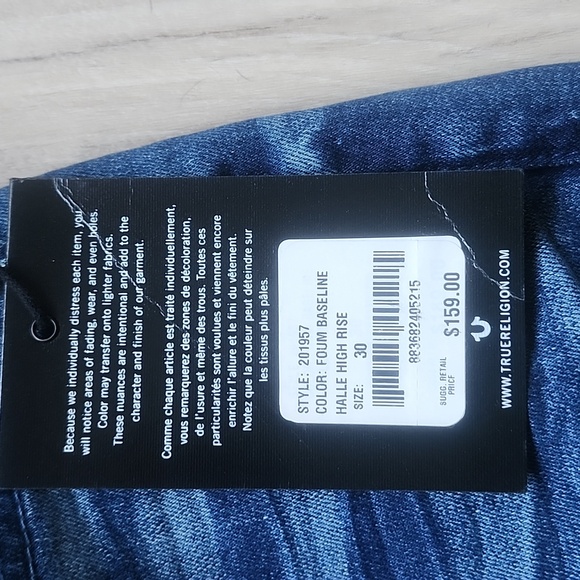 Because we individually distress each item, you
will notice areas of fading, wear, and even holes.
Color may transfer onto lighter fabrics.
These nuances are intentional and add to the
character and finish of our garment.
Comme chaque article est traité individuellement,
vous remarquerez des zones de décoloration,
de l'usure et même des trous. Toutes ces
particularités sont voulues et viennent encore
enrichir l'allure et le fini du vêtement.
Notez que la couleur peut déteindre sur
les tissus plus pâles.
STYLE: 201957
COLOR: FOUM BASELINE
HALLE HIGH RISE
SIZE: 30
883682405215
SUGG. RETAIL
PRICE
$159.00
WWW.TRUERELIGION.COM